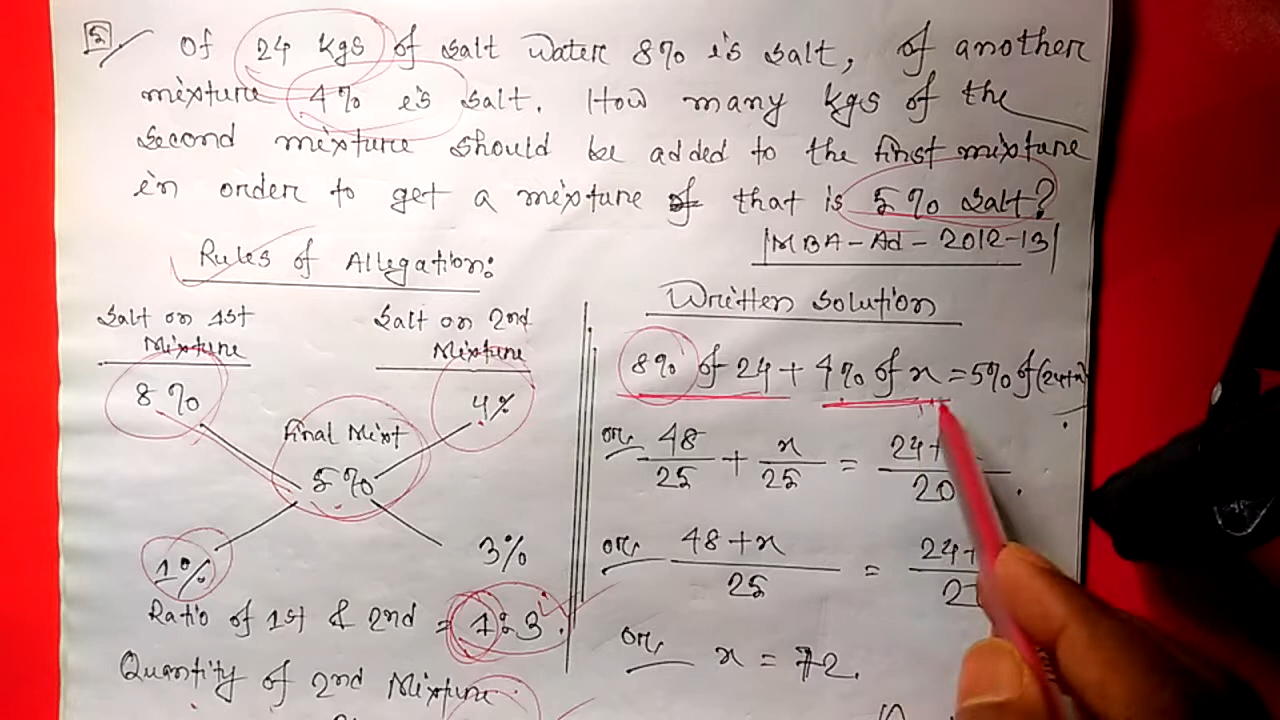 5/ Of 24 kgs of salt water 8% is salt, of another
mixture 4% is salt. How many kgs of the
second mixture should be added to the first mixture
in order to get a mixture of that is 5% salt?
|MBA-Ad-2012-13|
Rules of Allegation:
Salt on 1st
Mixture
Salt on 2nd
Mixture
8%
4%
Final Mixt
5%
1%
3%
Ratio of 1st & 2nd = 1:3
Quantity of 2nd Mixture
Written Solution
8% of 24 + 4% of x = 5% of (24+x)
or, 48/25 + x/25 = 24+ /20
or, 48+x/25 = 24+
or, x = 72.